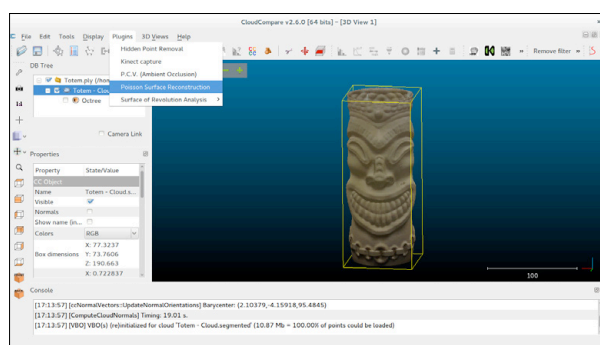 CloudCompare v2.6.0 [64 bits] - [3D View 1]
File Edit Tools Display Plugins 3D Views Help
Remove filter
DB Tree
Hidden Point Removal
Kinect capture
P.C.V. (Ambient Occlusion)
Poisson Surface Reconstruction
Surface of Revolution Analysis
Totem.ply (/hom
Totem - Clou
Octree
1:1
Camera Link
Properties
Property State/Value
CC Object
Name Totem - Cloud.s...
Visible
Normals
Show name (in...
Colors RGB
Box dimensions
X: 77.3237
Y: 73.7606
Z: 190.663
X: 0.722837
100
Console
[17:13:57] [ccNormalVectors::UpdateNormalOrientations] Barycenter: (2.10379,-4.15918,95.4845)
[17:13:57] [ComputeCloudNormals] Timing: 19.01 s.
[17:13:57] [VBO] VBO(s) (re)initialized for cloud 'Totem - Cloud.segmented' (10.87 Mb = 100.00% of points could be loaded)